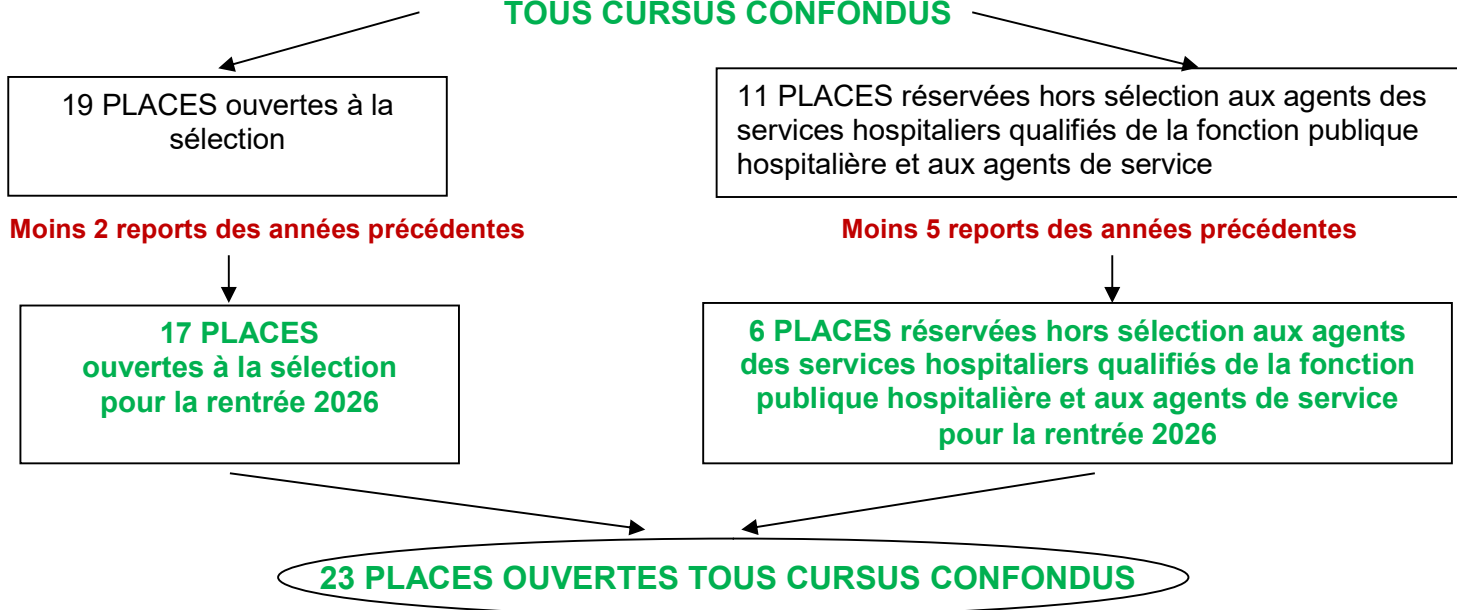 TOUS CURSUS CONFONDUS
19 PLACES ouvertes à la
sélection
11 PLACES réservées hors sélection aux agents des
services hospitaliers qualifiés de la fonction publique
hospitalière et aux agents de service
Moins 2 reports des années précédentes
Moins 5 reports des années précédentes
17 PLACES
ouvertes à la sélection
pour la rentrée 2026
6 PLACES réservées hors sélection aux agents
des services hospitaliers qualifiés de la fonction
publique hospitalière et aux agents de service
pour la rentrée 2026
23 PLACES OUVERTES TOUS CURSUS CONFONDUS